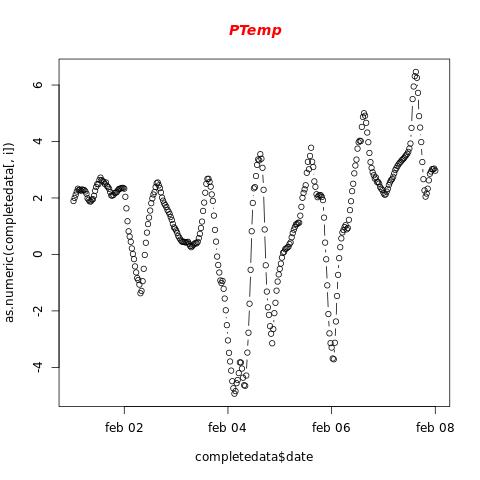 PTemp
as.numeric(completedata[, i])
6
4
2
0
-2
-4
feb 02
feb 04
feb 06
feb 08
completedata$date